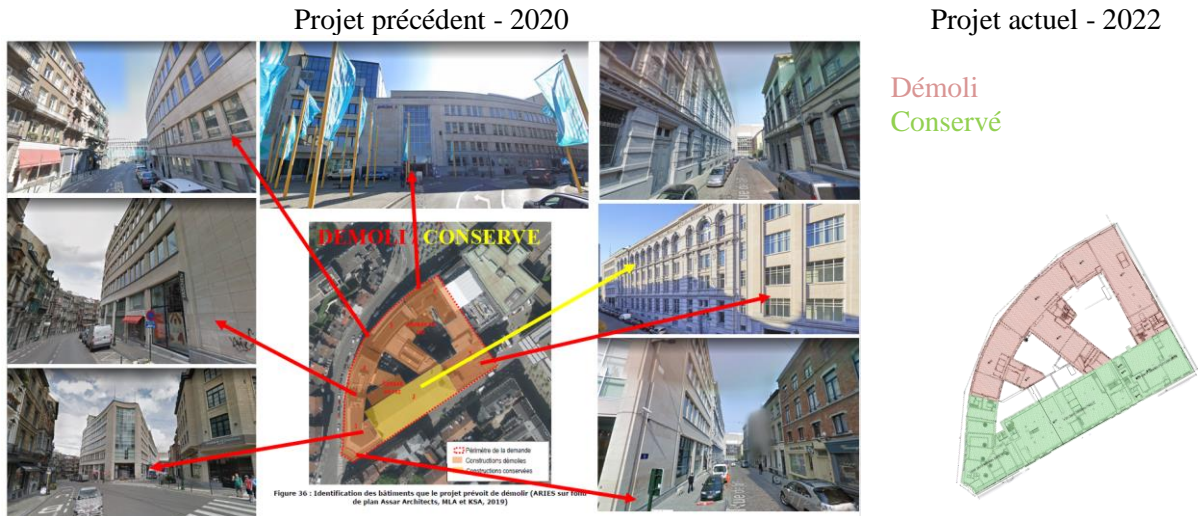 Projet précédent - 2020
Projet actuel - 2022
Démoli
Conservé
DEMOLI / CONSERVE
Périmètre de la demande
Constructions démolies
Constructions conservées
Figure 36 : Identification des bâtiments que le projet prévoit de démolir (ARIES sur fond
de plan Assar Architects, MLA et KSA, 2019)